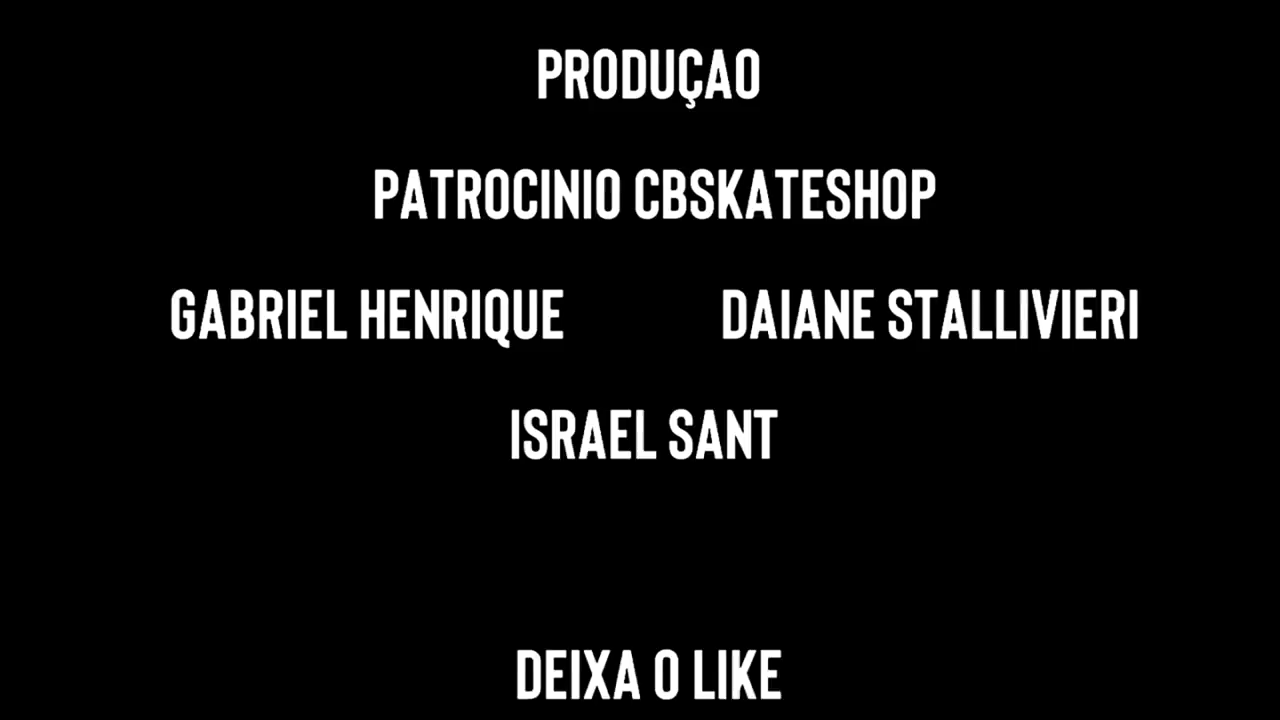 PRODUÇAO
PATROCINIO CBSKATESHOP
GABRIEL HENRIQUE DAIANE STALLIVIERI
ISRAEL SANT
DEIXA O LIKE